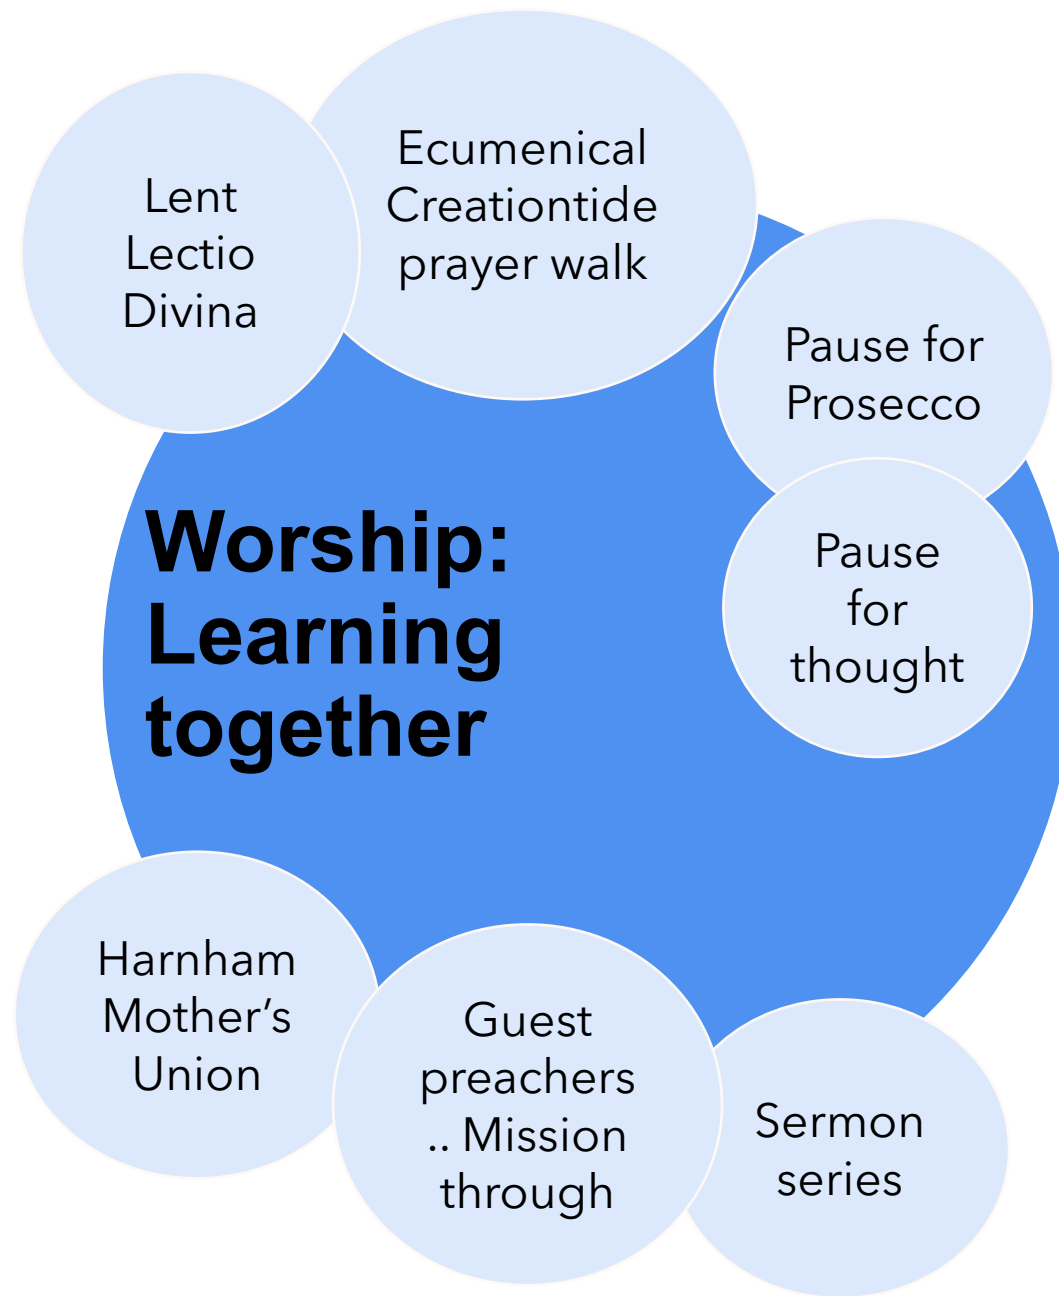 Lent
Lectio
Divina
Ecumenical
Creationtide
prayer walk
Pause for
Prosecco
Pause
for
thought
Worship:
Learning
together
Harnham
Mother’s
Union
Guest
preachers
.. Mission
through
Sermon
series